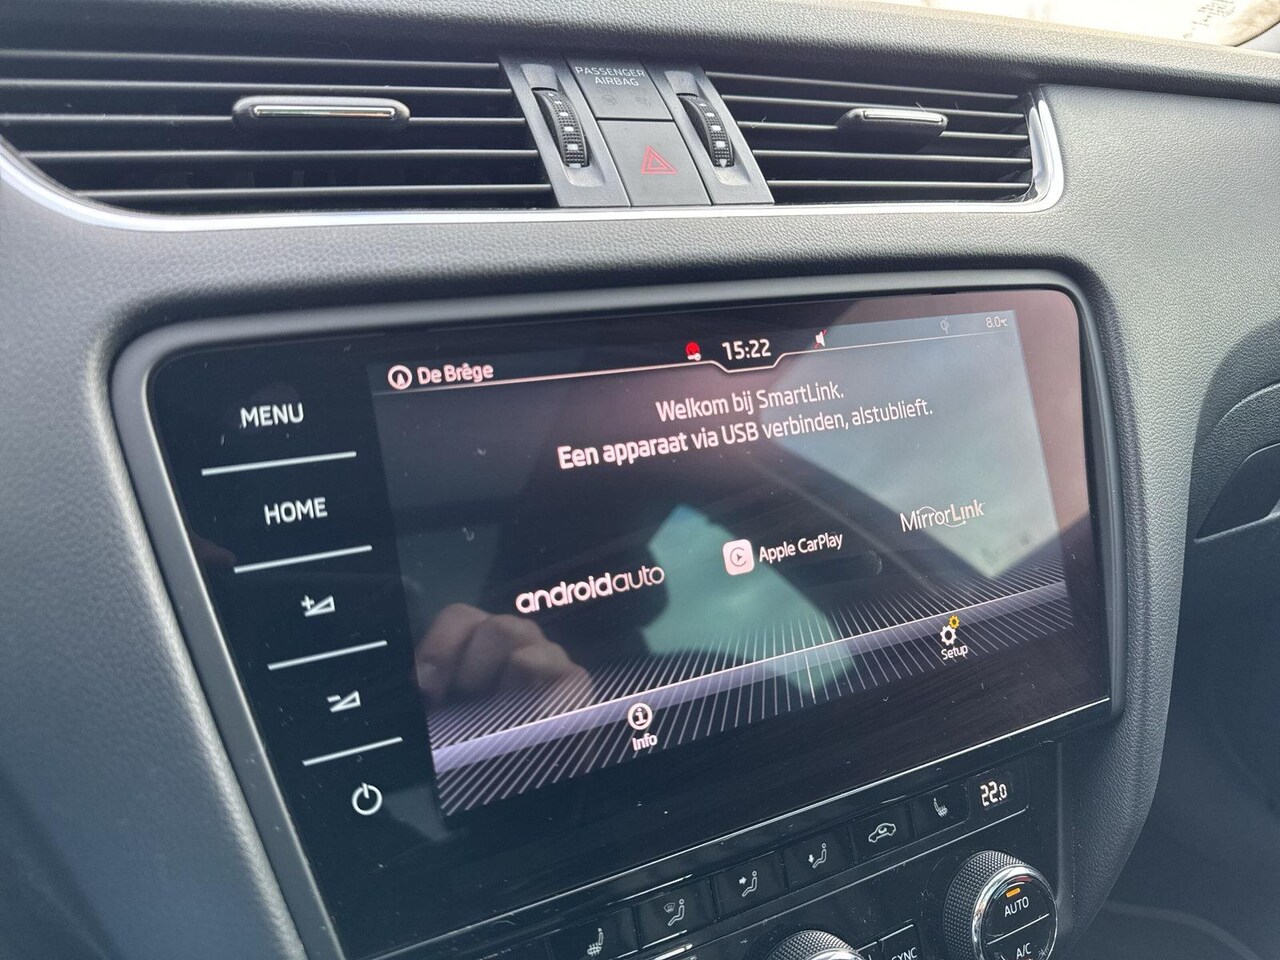 PASSENGER
AIRBAG
De Brêge
15:22
8.0°C
MENU
HOME
Welkom bij SmartLink.
Een apparaat via USB verbinden, alstublieft.
androidauto
Apple CarPlay
MirrorLink
Info
Setup
22.0
AUTO
A/C
SYNC